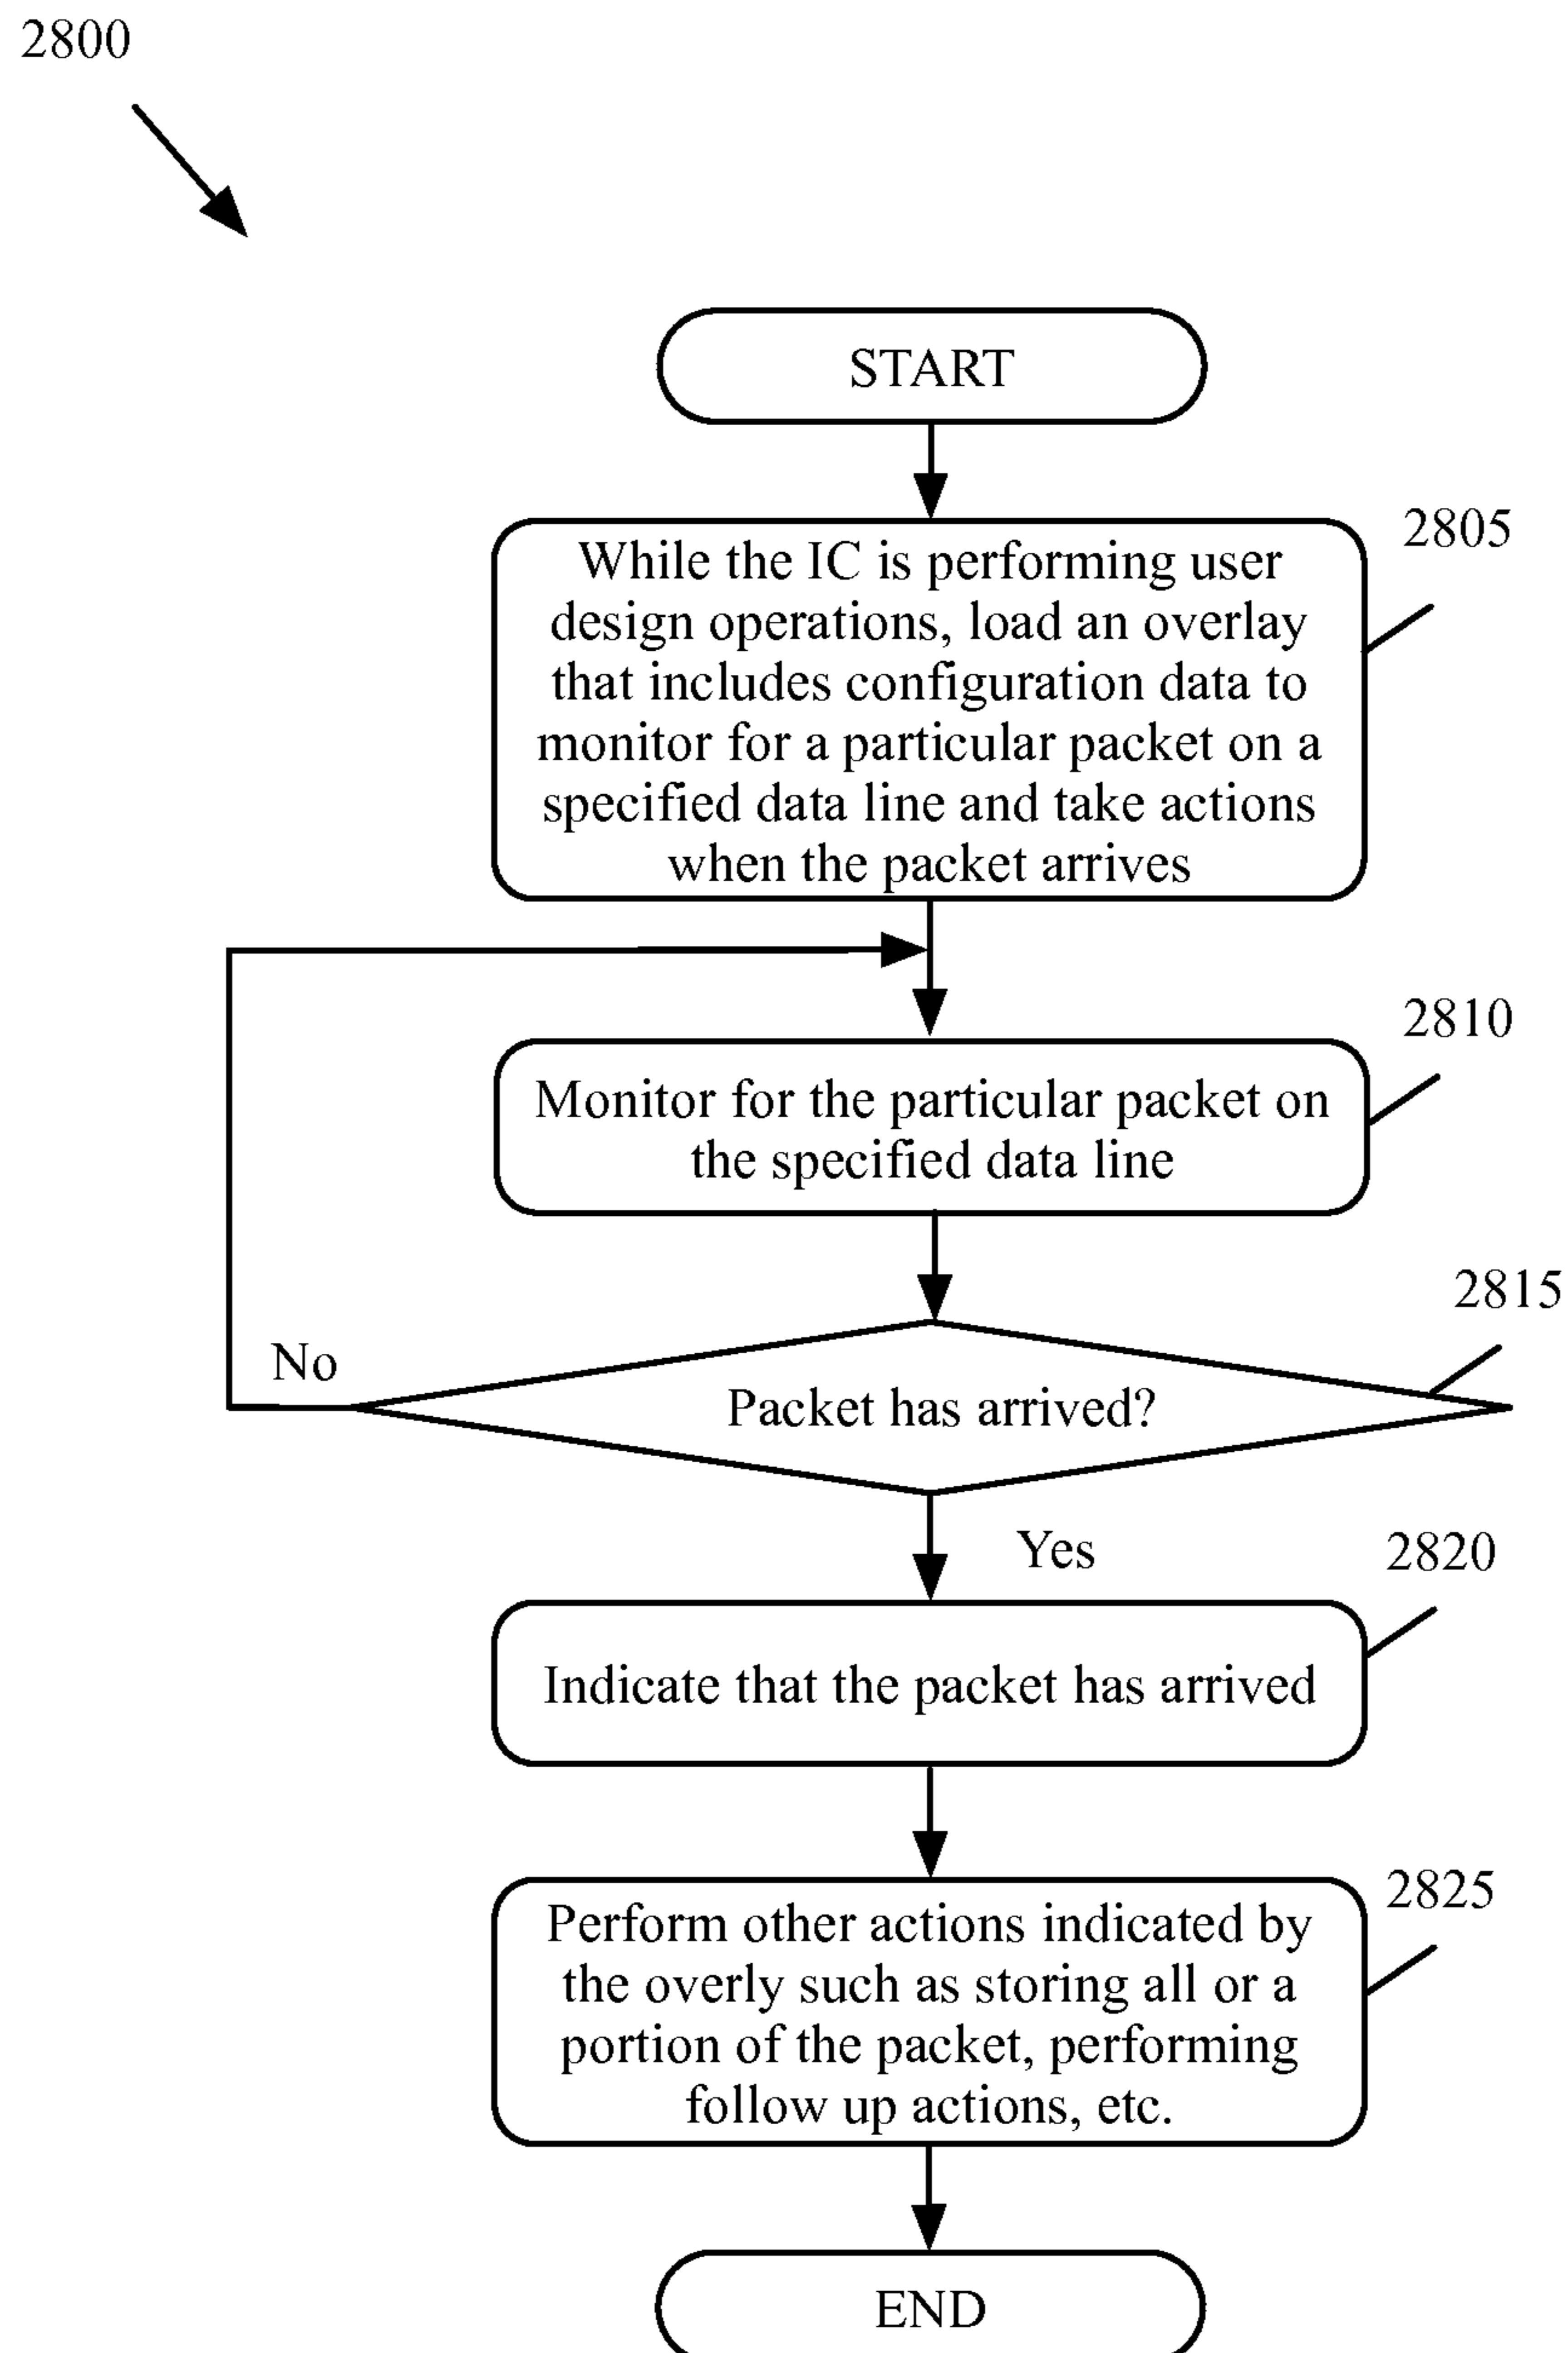 2800
START
2805
While the IC is performing user
design operations, load an overlay
that includes configuration data to
monitor for a particular packet on a
specified data line and take actions
when the packet arrives
2810
Monitor for the particular packet on
the specified data line
2815
No
Packet has arrived?
Yes
2820
Indicate that the packet has arrived
2825
Perform other actions indicated by
the overly such as storing all or a
portion of the packet, performing
follow up actions, etc.
END